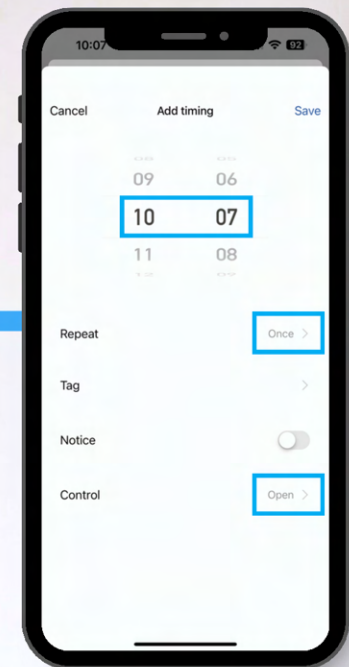 10:07 92
Cancel Add timing Save
09 06
10 07
11 08
Repeat Once >
Tag >
Notice
Control Open >